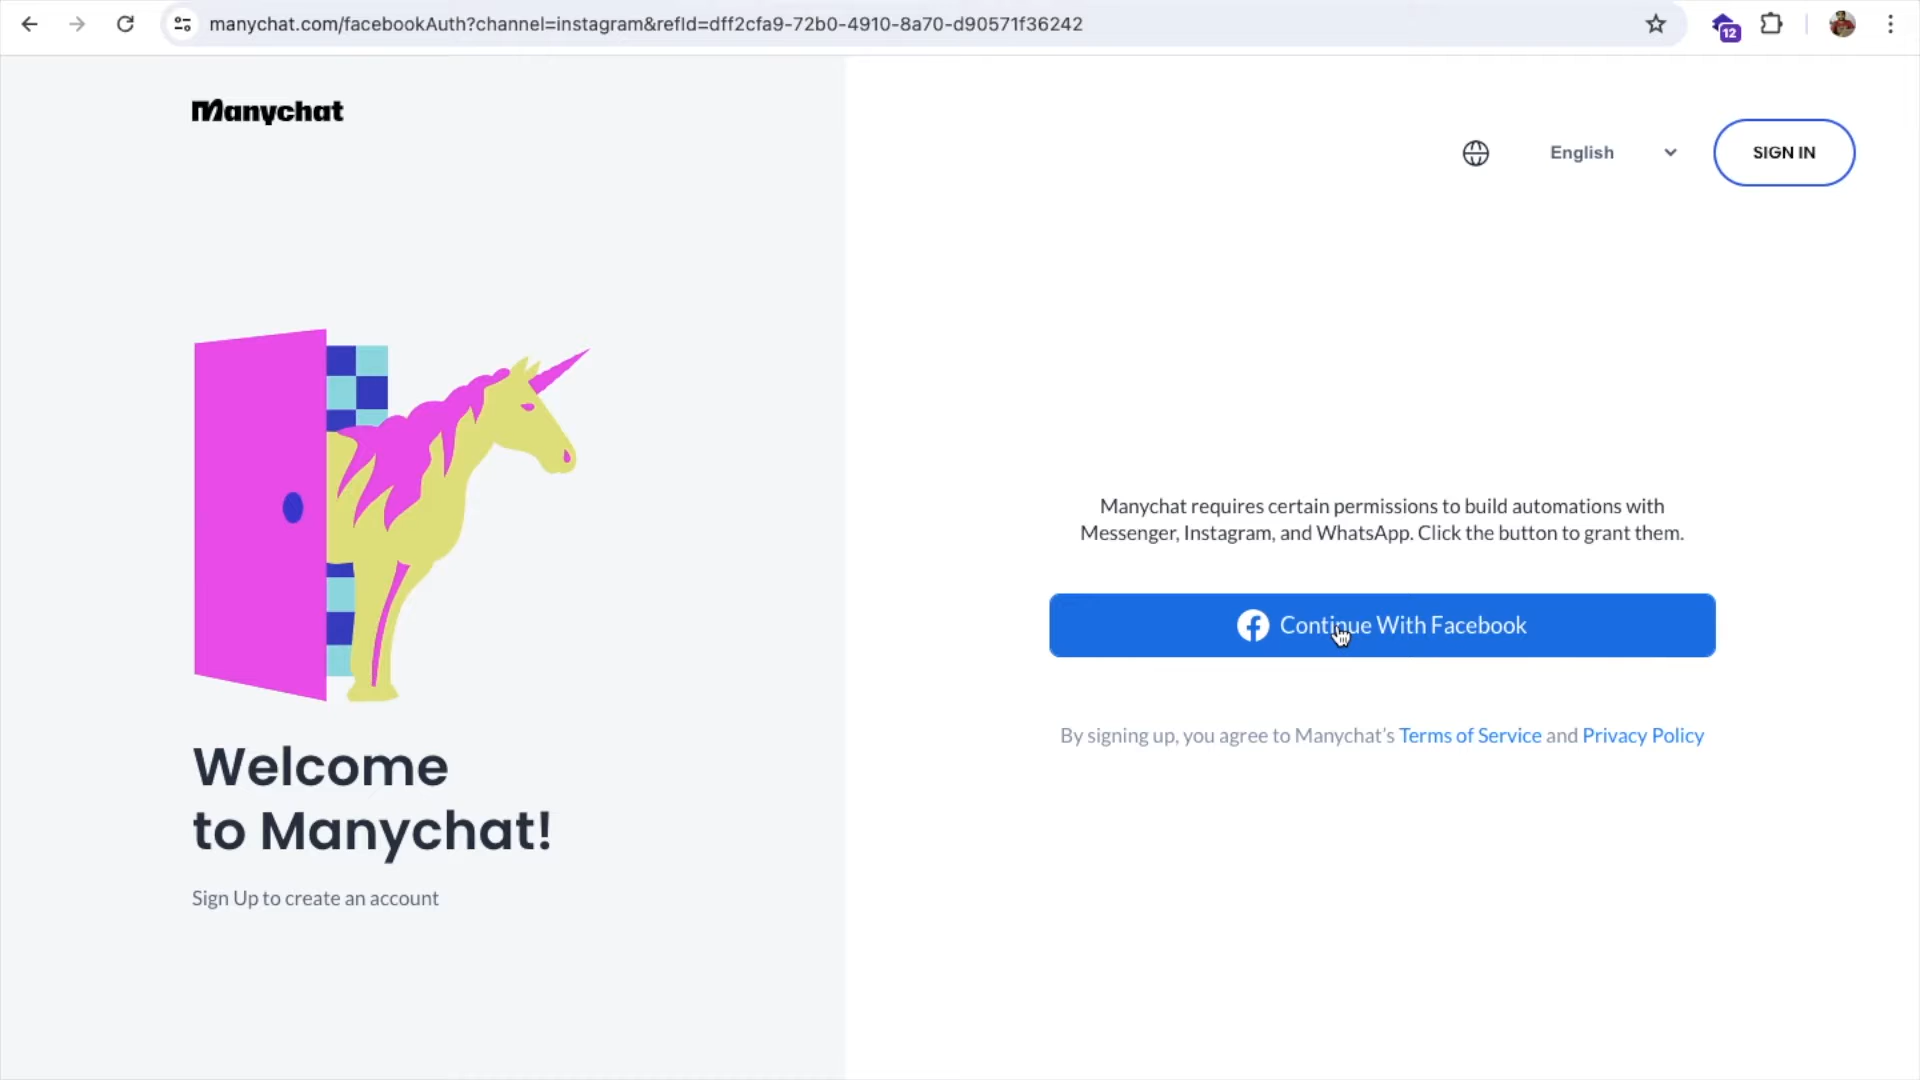 manychat.com/facebookAuth?channel=instagram&refId=dff2cfa9-72b0-4910-8a70-d90571f36242
12
Manychat
English
SIGN IN
Manychat requires certain permissions to build automations with
Messenger, Instagram, and WhatsApp. Click the button to grant them.
Continue With Facebook
By signing up, you agree to Manychat's Terms of Service and Privacy Policy
Welcome
to Manychat!
Sign Up to create an account